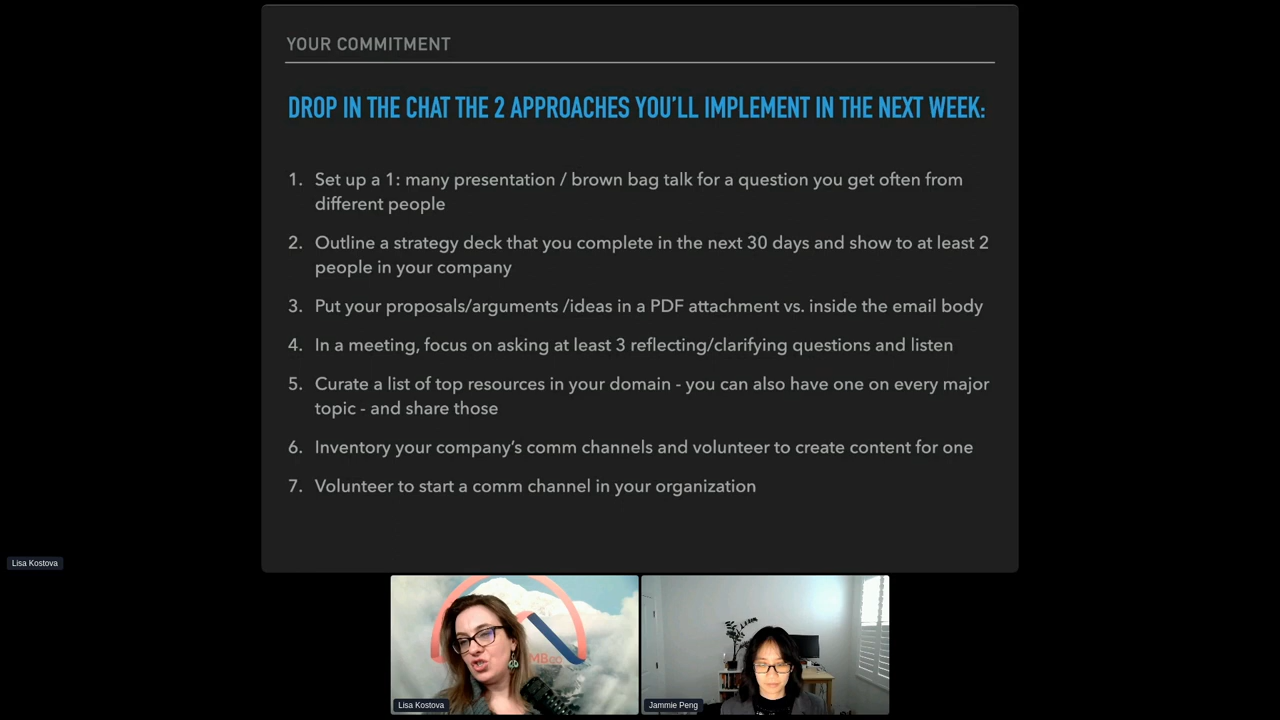 YOUR COMMITMENT
DROP IN THE CHAT THE 2 APPROACHES YOU'LL IMPLEMENT IN THE NEXT WEEK:
1. Set up a 1: many presentation / brown bag talk for a question you get often from
different people
2. Outline a strategy deck that you complete in the next 30 days and show to at least 2
people in your company
3. Put your proposals/arguments /ideas in a PDF attachment vs. inside the email body
4. In a meeting, focus on asking at least 3 reflecting/clarifying questions and listen
5. Curate a list of top resources in your domain - you can also have one on every major
topic - and share those
6. Inventory your company's comm channels and volunteer to create content for one
7. Volunteer to start a comm channel in your organization
Lisa Kostova
MBco.
Lisa Kostova
Jammie Peng